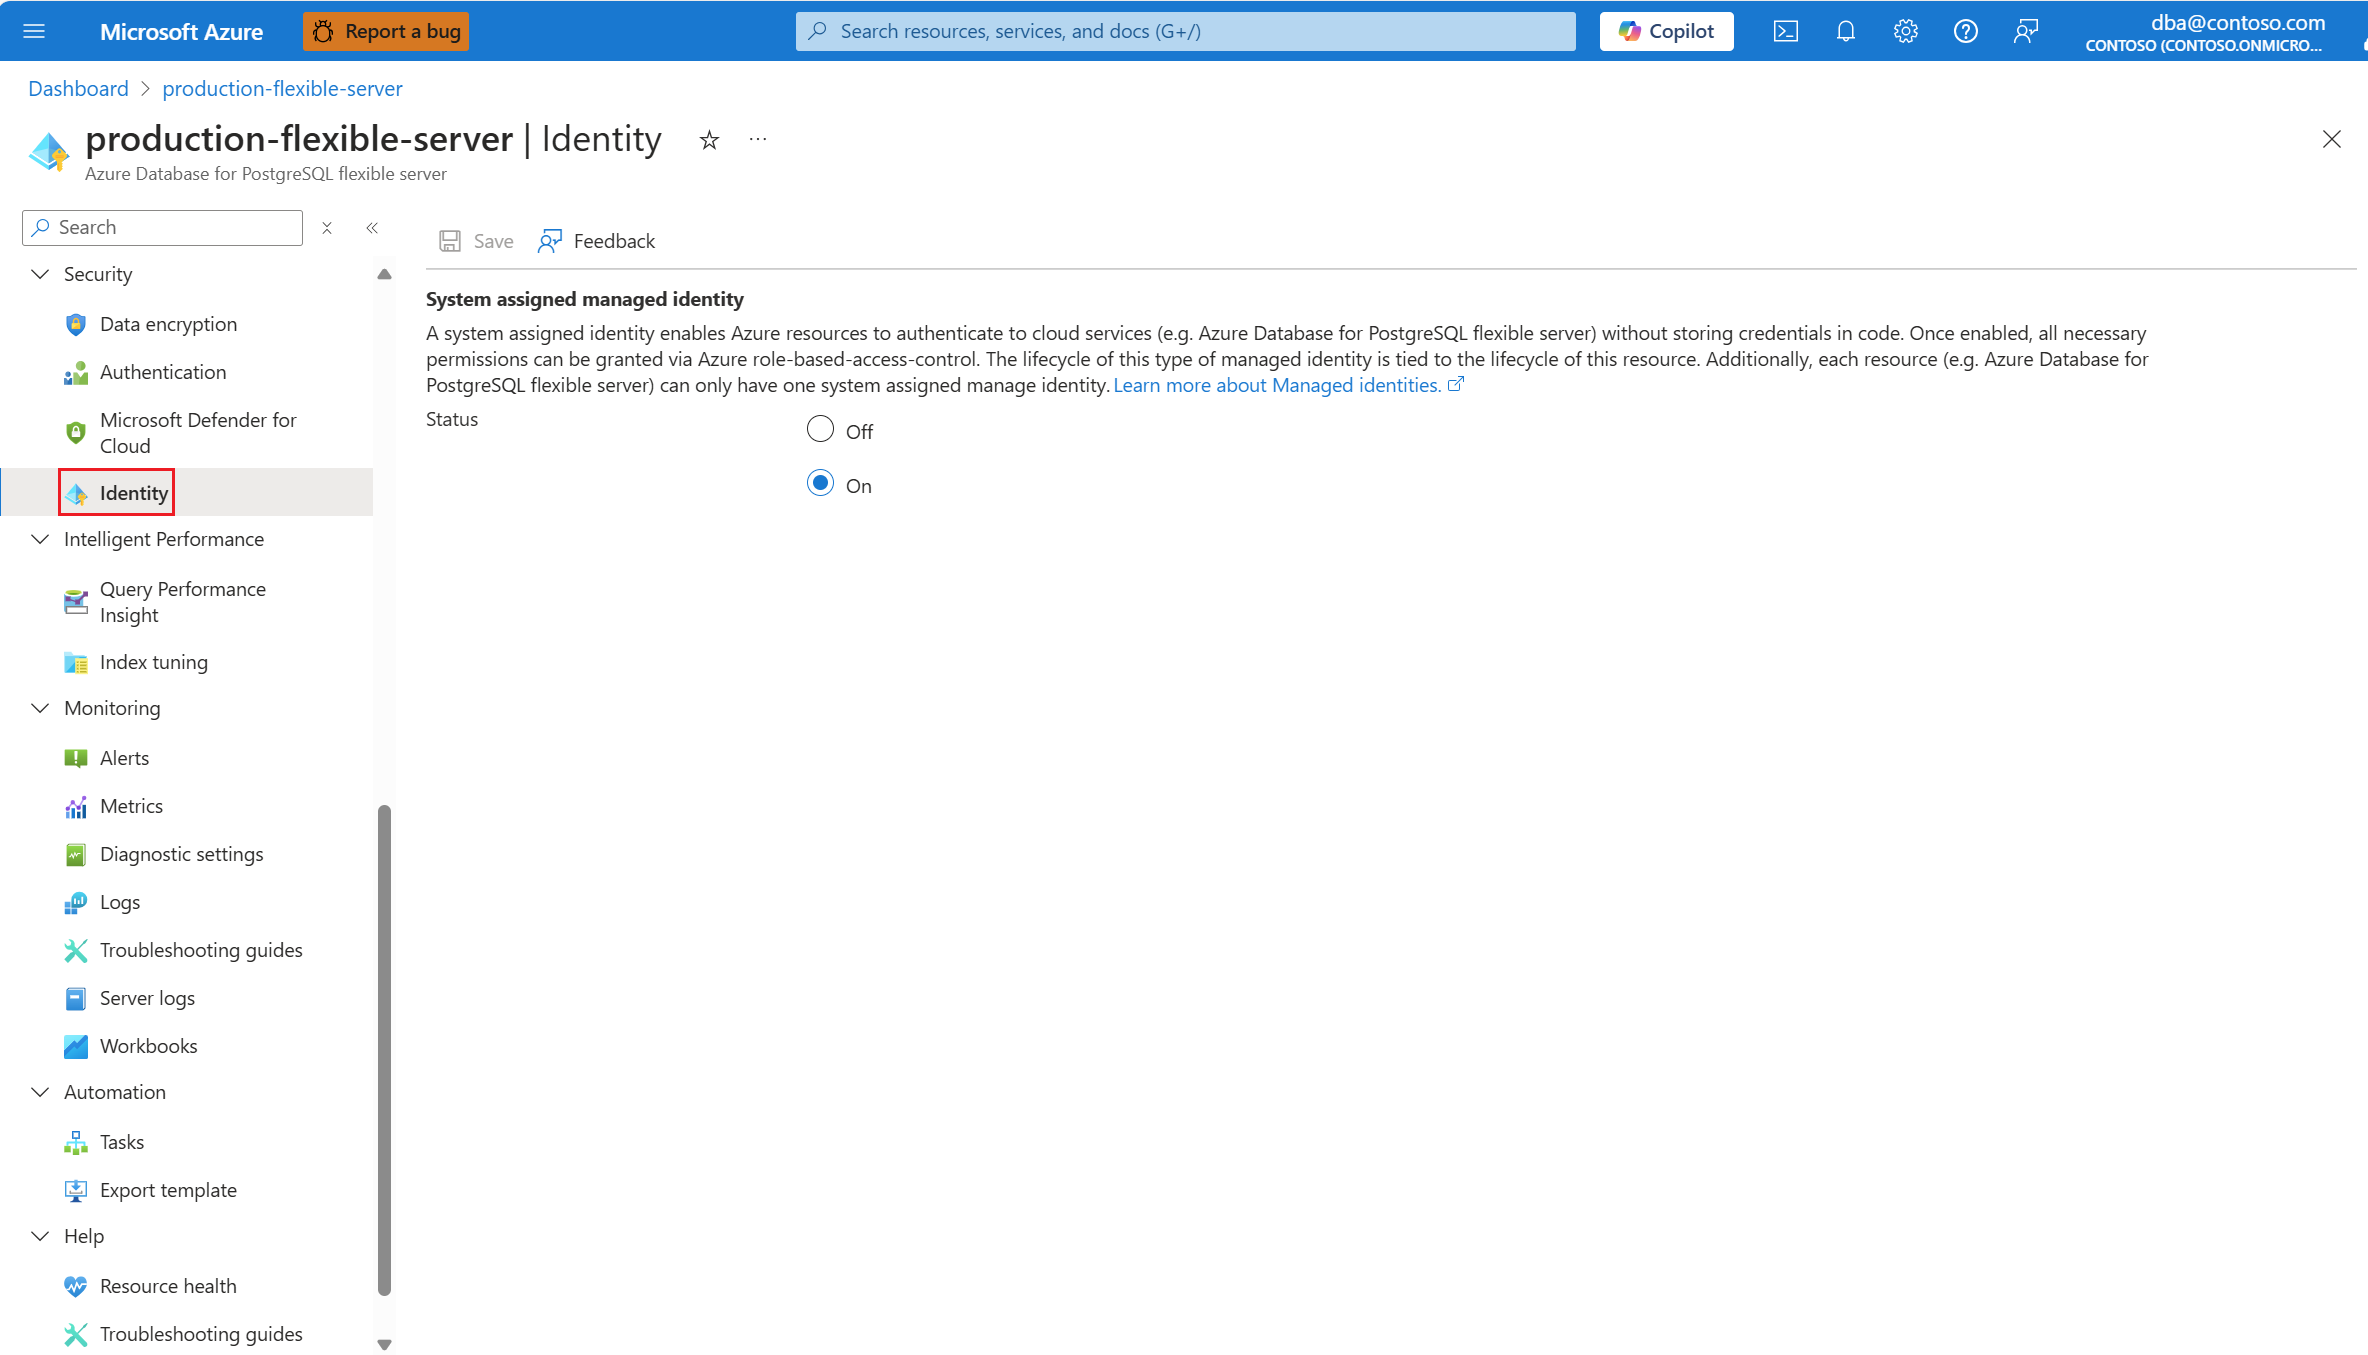 Microsoft Azure
Report a bug
Search resources, services, and docs (G+/)
Copilot
dba@contoso.com
CONTOSO (CONTOSO.ONMICRO...
Dashboard > production-flexible-server
production-flexible-server | Identity
Azure Database for PostgreSQL flexible server
Search
Save
Feedback
Security
Data encryption
Authentication
Microsoft Defender for
Cloud
Identity
Intelligent Performance
Query Performance
Insight
Index tuning
Monitoring
Alerts
Metrics
Diagnostic settings
Logs
Troubleshooting guides
Server logs
Workbooks
Automation
Tasks
Export template
Help
Resource health
Troubleshooting guides
System assigned managed identity
A system assigned identity enables Azure resources to authenticate to cloud services (e.g. Azure Database for PostgreSQL flexible server) without storing credentials in code. Once enabled, all necessary
permissions can be granted via Azure role-based-access-control. The lifecycle of this type of managed identity is tied to the lifecycle of this resource. Additionally, each resource (e.g. Azure Database for
PostgreSQL flexible server) can only have one system assigned manage identity. Learn more about Managed identities.
Status
Off
On